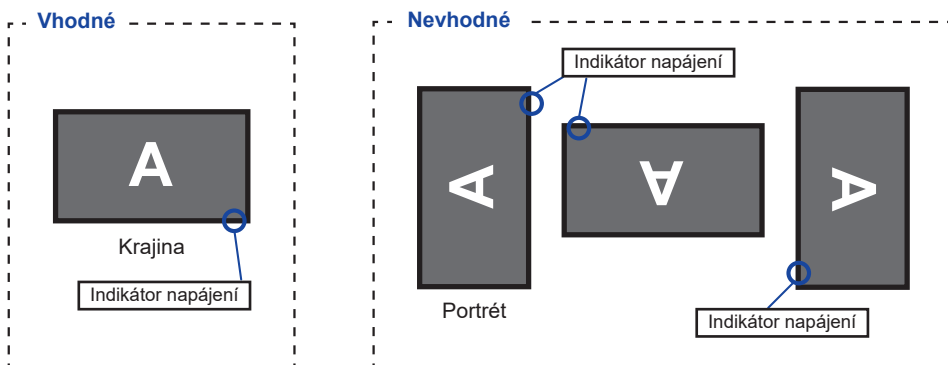 Vhodné
A
Krajina
Indikátor napájení
Nevhodné
Indikátor napájení
A
A
A
Portrét
Indikátor napájení